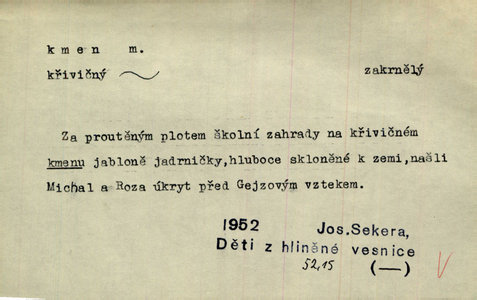 kmen m.
křivičný zakrnělý
Za proutěným plotem školní zahrady na křivičném
kmenu jabloně jadrničky,hluboce skloněné k zemi,našli
Michal a Roza úkryt před Gejzovým vztekem.
1952 Jos.Sekera,
Děti z hliněné vesnice
52,15 (—)